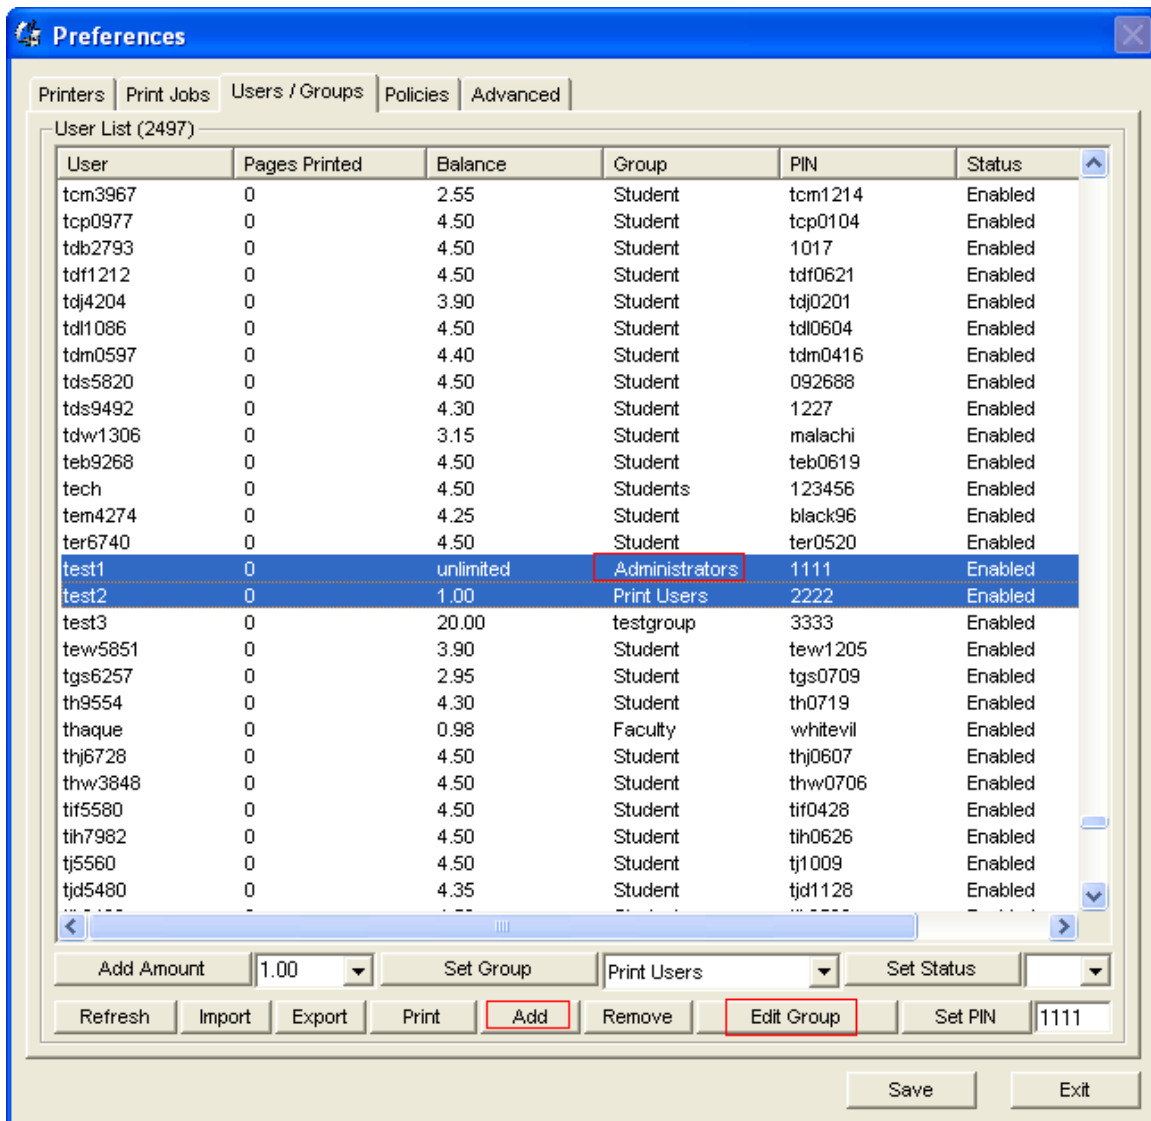 Preferences
Printers Print Jobs Users / Groups Policies Advanced
User List (2497)
User Pages Printed Balance Group PIN Status
tcm3967 0 2.55 Student tcm1214 Enabled
tcp0977 0 4.50 Student tcp0104 Enabled
tdb2793 0 4.50 Student 1017 Enabled
tdf1212 0 4.50 Student tdf0621 Enabled
tdj4204 0 3.90 Student tdj0201 Enabled
tdl1086 0 4.50 Student tdl0604 Enabled
tdm0597 0 4.40 Student tdm0416 Enabled
tds5820 0 4.50 Student 092688 Enabled
tds9492 0 4.30 Student 1227 Enabled
tdw1306 0 3.15 Student malachi Enabled
teb9268 0 4.50 Student teb0619 Enabled
tech 0 4.50 Students 123456 Enabled
tem4274 0 4.25 Student black96 Enabled
ter6740 0 4.50 Student ter0520 Enabled
test1 0 unlimited Administrators 1111 Enabled
test2 0 1.00 Print Users 2222 Enabled
test3 0 20.00 testgroup 3333 Enabled
tew5851 0 3.90 Student tew1205 Enabled
tgs6257 0 2.95 Student tgs0709 Enabled
th9554 0 4.30 Student th0719 Enabled
thaque 0 0.98 Faculty whitevil Enabled
thj6728 0 4.50 Student thj0607 Enabled
thw3848 0 4.50 Student thw0706 Enabled
tif5580 0 4.50 Student tif0428 Enabled
tih7982 0 4.50 Student tih0626 Enabled
tj5560 0 4.50 Student tj1009 Enabled
tjd5480 0 4.35 Student tjd1128 Enabled
Add Amount 1.00 Set Group Print Users Set Status
Refresh Import Export Print Add Remove Edit Group Set PIN 1111
Save Exit